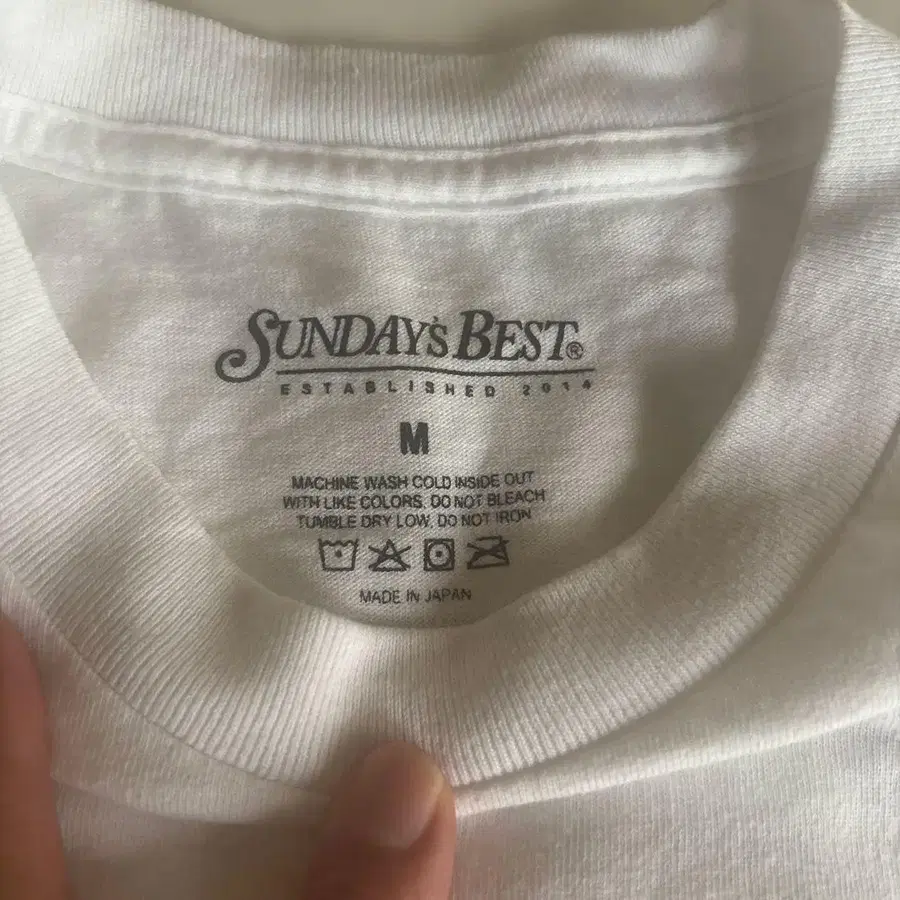 SUNDAY'S BEST®
ESTABLISHED 2014
M
MACHINE WASH COLD INSIDE OUT
WITH LIKE COLORS, DO NOT BLEACH
TUMBLE DRY LOW, DO NOT IRON
MADE IN JAPAN